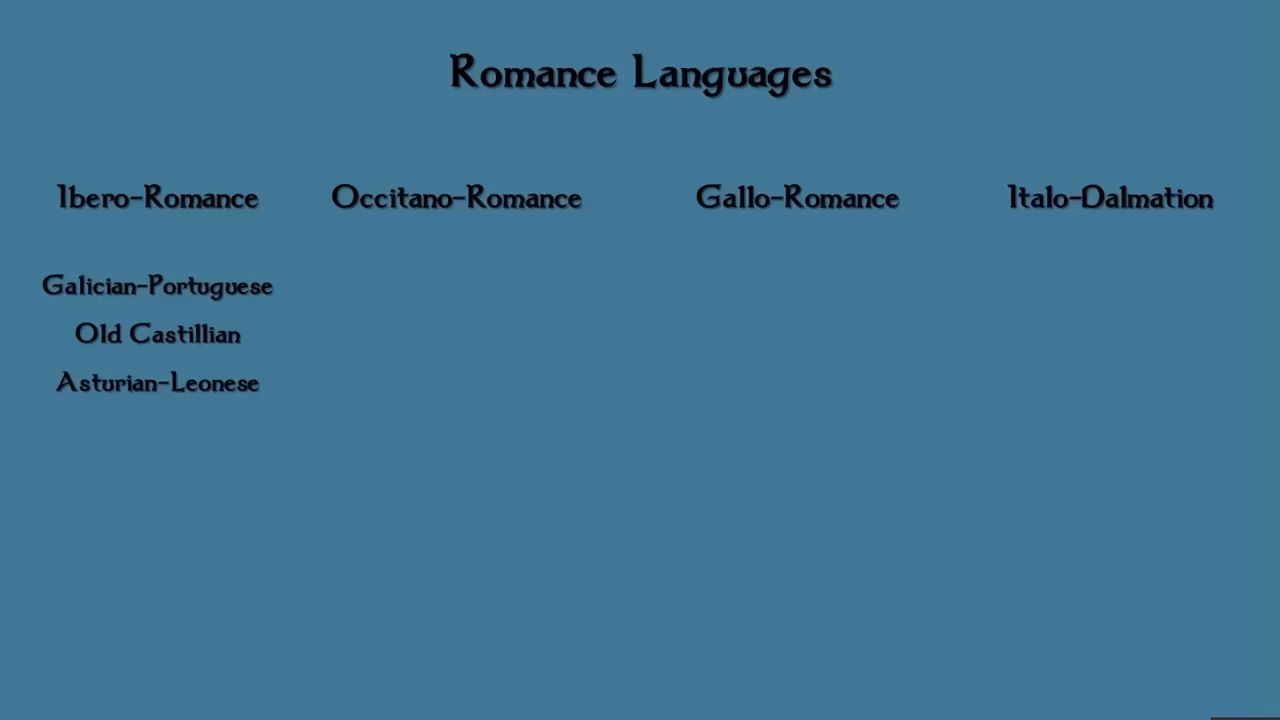 Romance Languages
Ibero-Romance Occitano-Romance Gallo-Romance Italo-Dalmation
Galician-Portuguese
Old Castillian
Asturian-Leonese